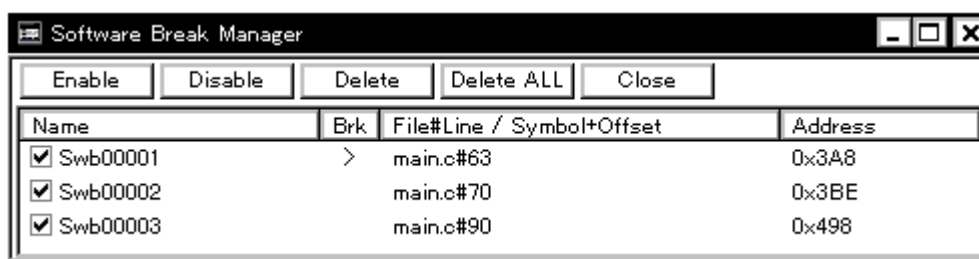 Software Break Manager
Enable Disable Delete Delete ALL Close
Name Brk File#Line / Symbol+Offset Address
Swb00001 > main.c#63 0x3A8
Swb00002 main.c#70 0x3BE
Swb00003 main.c#90 0x498